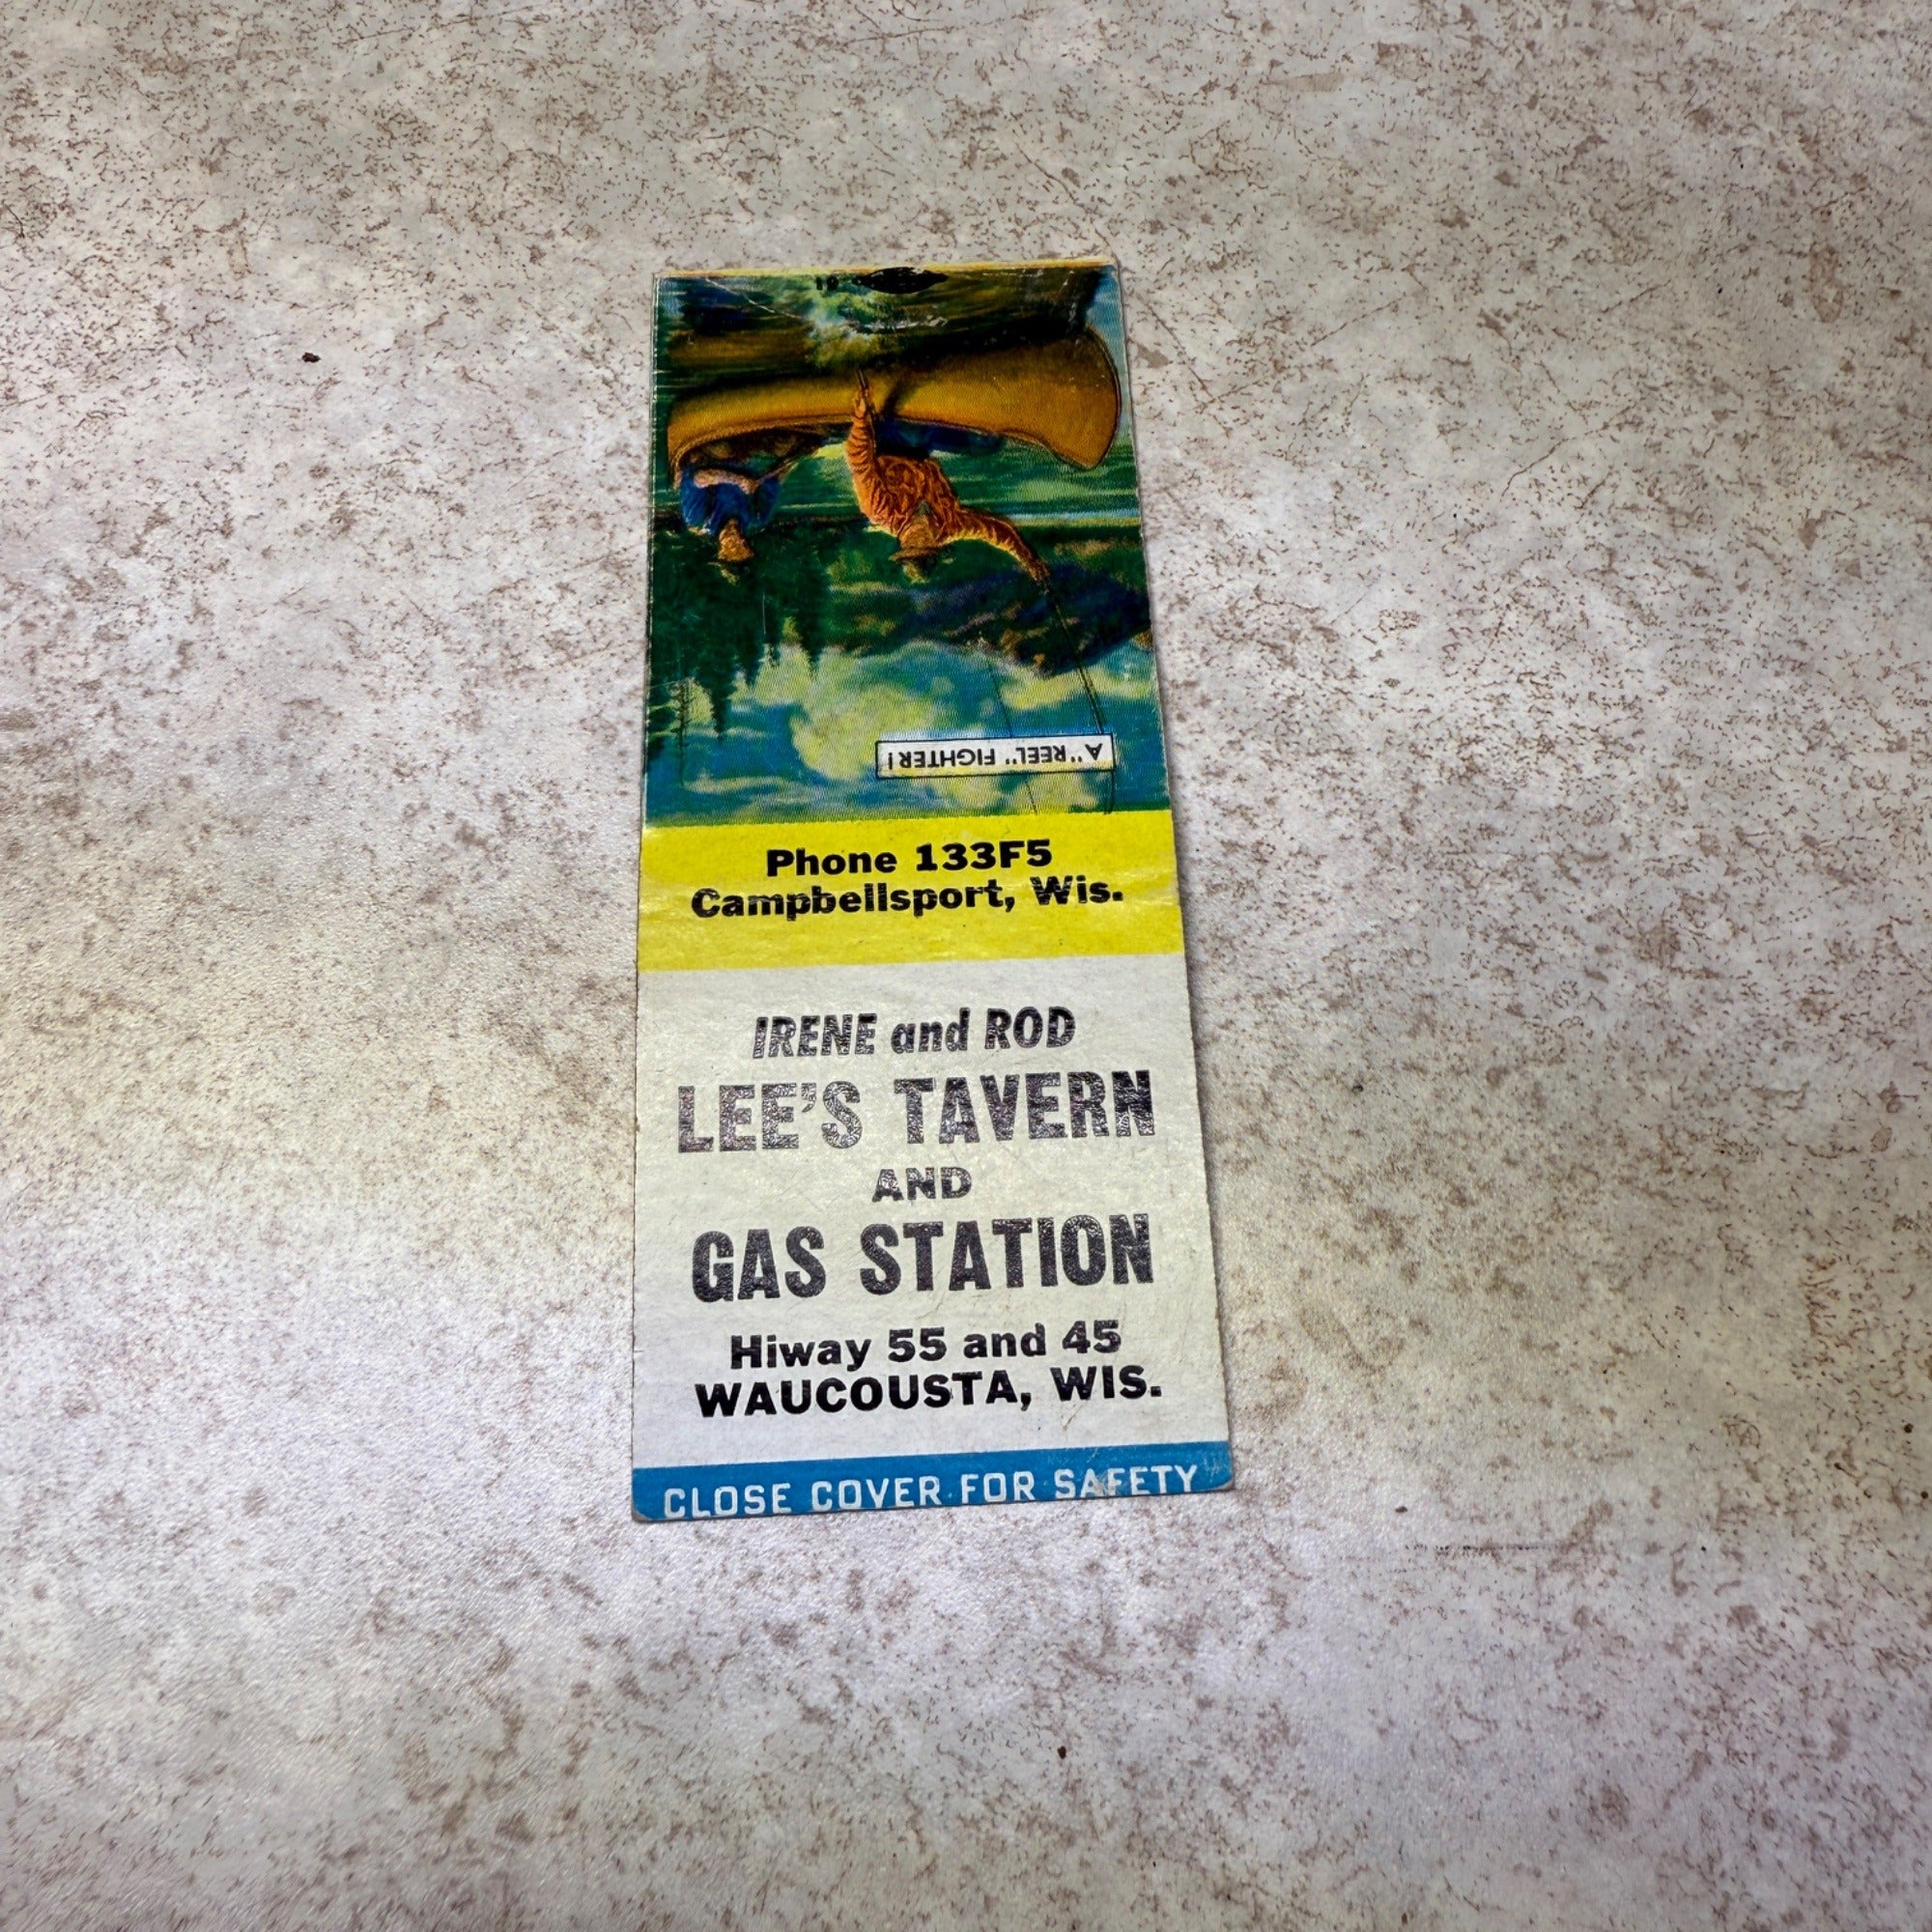 A "REEL" FIGHTER!
Phone 133F5
Campbellsport, Wis.
IRENE and ROD
LEE'S TAVERN
AND
GAS STATION
Hiway 55 and 45
WAUCOUSTA, WIS.
CLOSE COVER FOR SAFETY